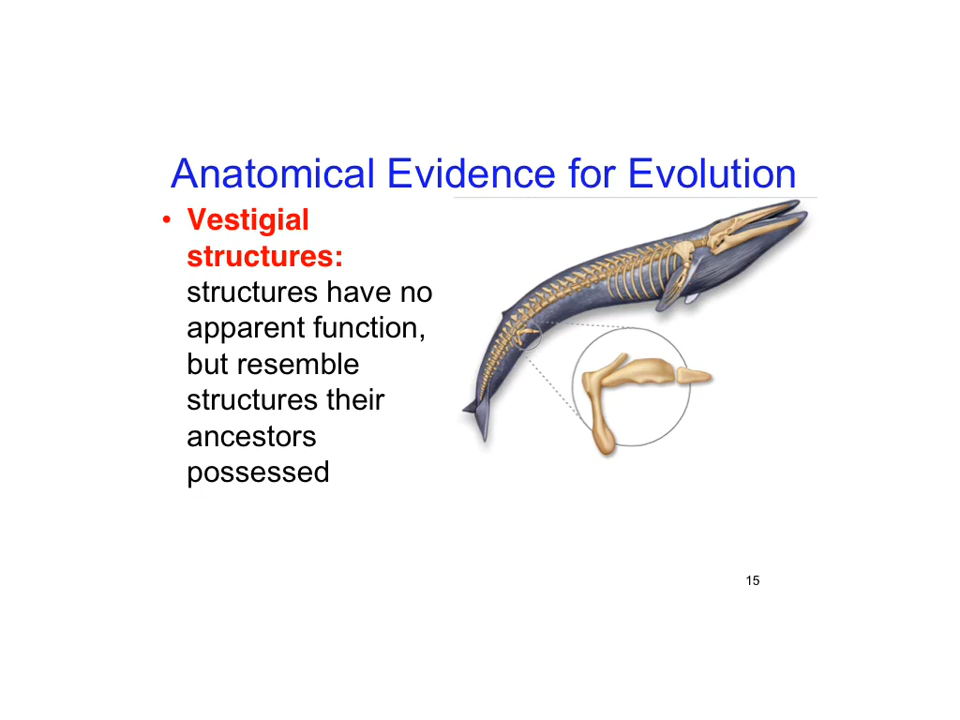 Anatomical Evidence for Evolution
• Vestigial
structures:
structures have no
apparent function,
but resemble
structures their
ancestors
possessed
15